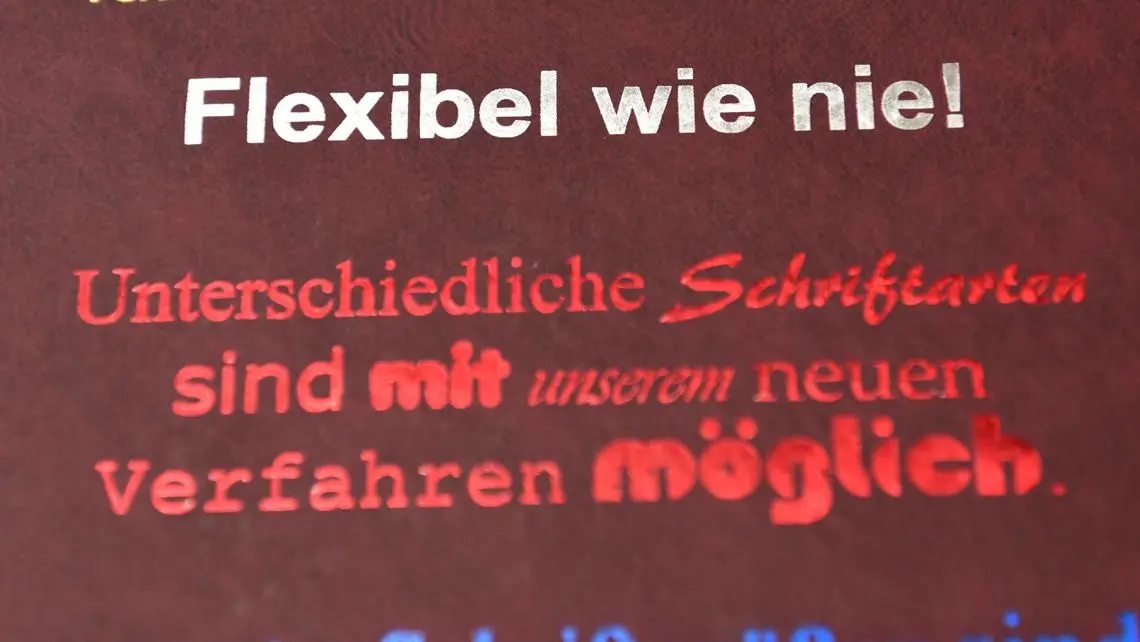 Flexibel wie nie!
Unterschiedliche Schriftarten
sind mit unserem neuen
Verfahren möglich.